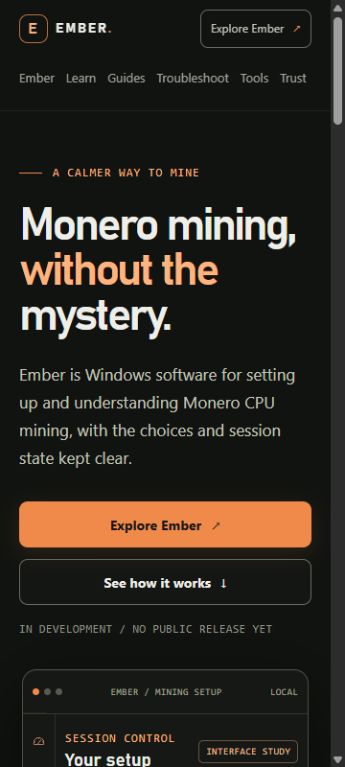 E EMBER.
Explore Ember ↗
Ember Learn Guides Troubleshoot Tools Trust
A CALMER WAY TO MINE
Monero mining,
without the
mystery.
Ember is Windows software for setting
up and understanding Monero CPU
mining, with the choices and session
state kept clear.
Explore Ember ↗
See how it works ↓
IN DEVELOPMENT / NO PUBLIC RELEASE YET
EMBER / MINING SETUP LOCAL
SESSION CONTROL
Your setup
INTERFACE STUDY